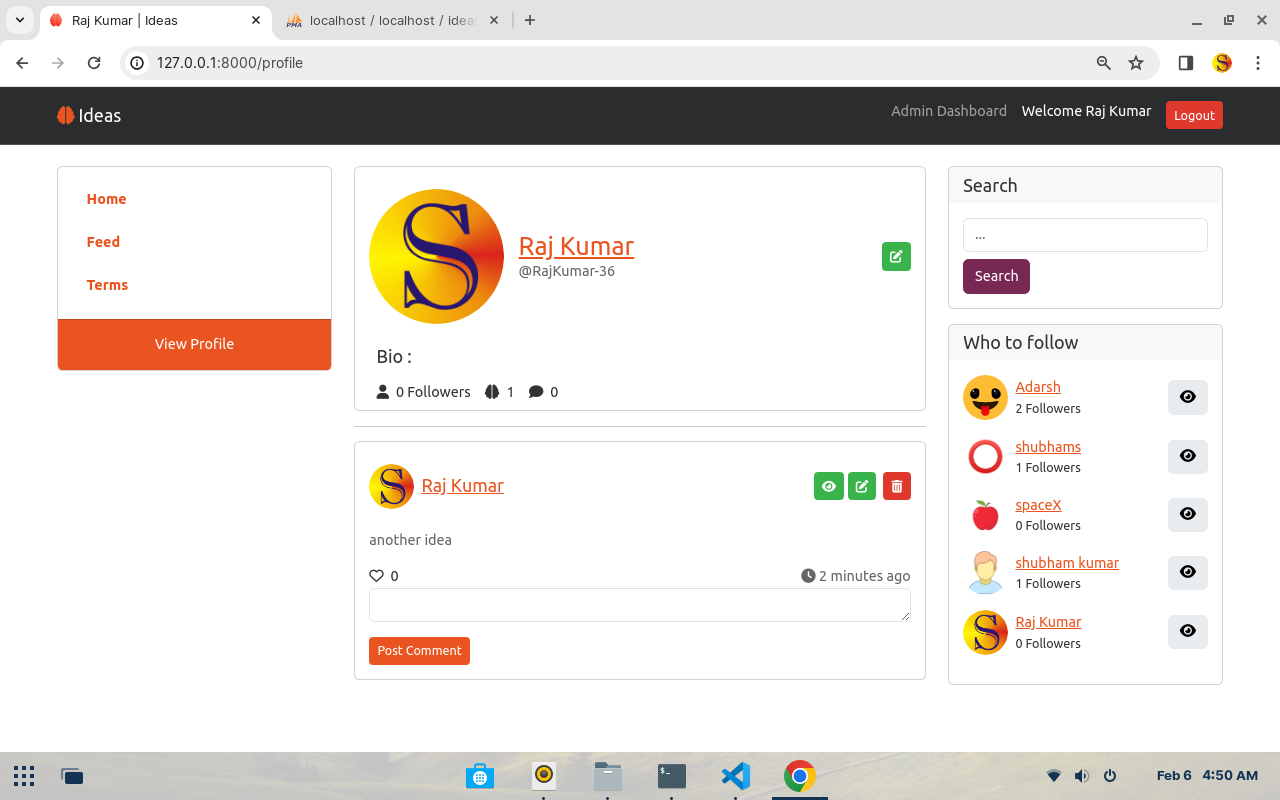 Raj Kumar | Ideas
localhost / localhost / ideas
127.0.0.1:8000/profile
Ideas
Admin Dashboard
Welcome Raj Kumar
Logout
Home
Feed
Terms
View Profile
S
Raj Kumar
@RajKumar-36
Bio :
0 Followers
1
0
S
Raj Kumar
another idea
0
2 minutes ago
Post Comment
Search
...
Search
Who to follow
Adarsh
2 Followers
shubhams
1 Followers
spaceX
0 Followers
shubham kumar
1 Followers
S
Raj Kumar
0 Followers
Feb 6 4:50 AM